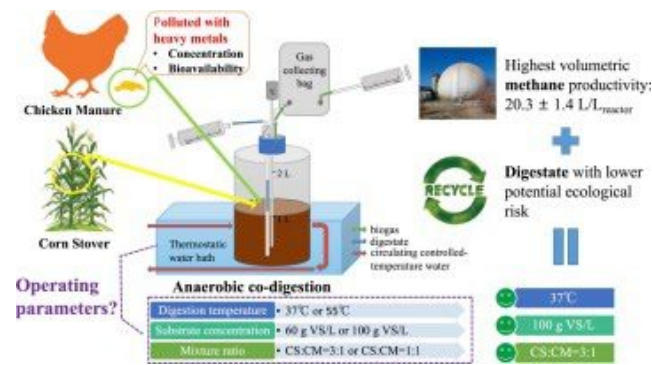 Polluted with
heavy metals
• Concentration
• Bioavailability
Chicken Manure
Corn Stover
Gas
collecting
bag
2 L
1 L
Thermostatic
water bath
biogas
digestate
circulating controlled-
temperature water
Anaerobic co-digestion
Operating
parameters?
Digestion temperature • 37℃ or 55℃
Substrate concentration • 60 g VS/L or 100 g VS/L
Mixture ratio • CS:CM=3:1 or CS:CM=1:1
Highest volumetric
methane productivity:
20.3 ± 1.4 L/Lreactor
RECYCLE
Digestate with lower
potential ecological
risk
37℃
100 g VS/L
CS:CM=3:1